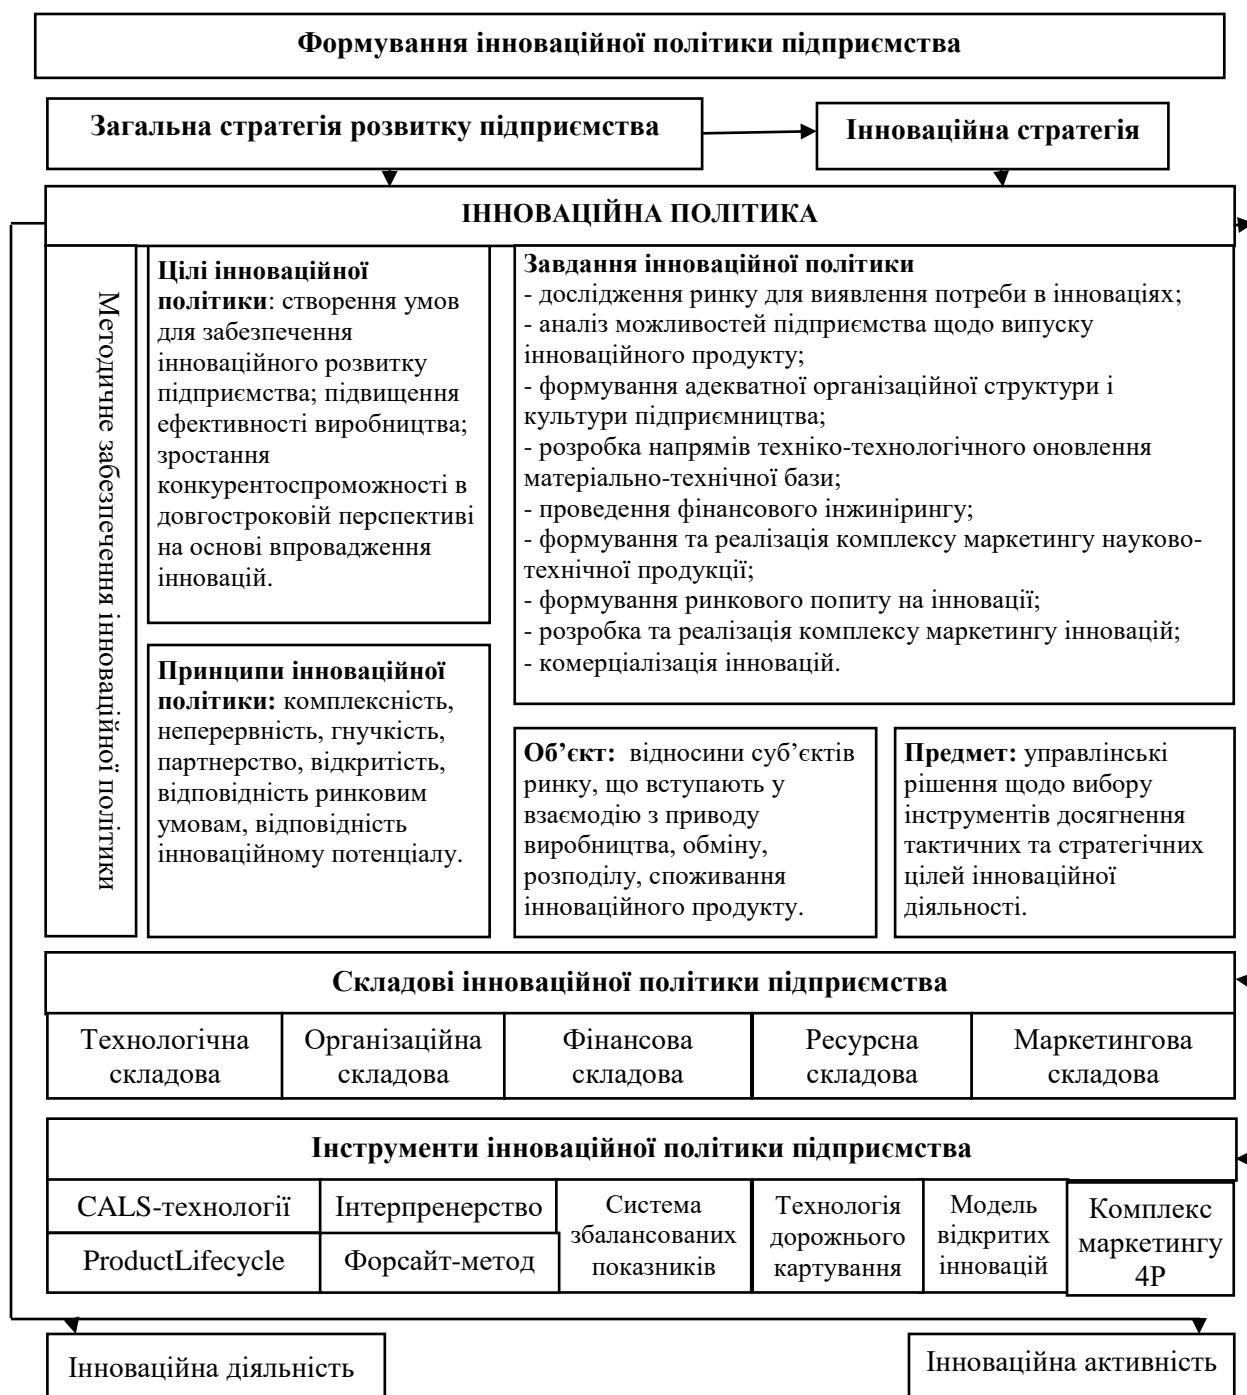 Формування інноваційної політики підприємства
Загальна стратегія розвитку підприємства
Інноваційна стратегія
ІННОВАЦІЙНА ПОЛІТИКА
Методичне забезпечення інноваційної політики
Цілі інноваційної
політики: створення умов
для забезпечення
інноваційного розвитку
підприємства; підвищення
ефективності виробництва;
зростання
конкурентоспроможності в
довгостроковій перспективі
на основі впровадження
інновацій.
Завдання інноваційної політики
- дослідження ринку для виявлення потреби в інноваціях;
- аналіз можливостей підприємства щодо випуску
інноваційного продукту;
- формування адекватної організаційної структури і
культури підприємництва;
- розробка напрямів техніко-технологічного оновлення
матеріально-технічної бази;
- проведення фінансового інжинірингу;
- формування та реалізація комплексу маркетингу науково-
технічної продукції;
- формування ринкового попиту на інновації;
- розробка та реалізація комплексу маркетингу інновацій;
- комерціалізація інновацій.
Принципи інноваційної
політики: комплексність,
неперервність, гнучкість,
партнерство, відкритість,
відповідність ринковим
умовам, відповідність
інноваційному потенціалу.
Об’єкт: відносини суб’єктів
ринку, що вступають у
взаємодію з приводу
виробництва, обміну,
розподілу, споживання
інноваційного продукту.
Предмет: управлінські
рішення щодо вибору
інструментів досягнення
тактичних та стратегічних
цілей інноваційної
діяльності.
Складові інноваційної політики підприємства
Технологічна
складова
Організаційна
складова
Фінансова
складова
Ресурсна
складова
Маркетингова
складова
Інструменти інноваційної політики підприємства
CALS-технології
ProductLifecycle
Інтерпренерство
Форсайт-метод
Система
збалансованих
показників
Технологія
дорожнього
картування
Модель
відкритих
інновацій
Комплекс
маркетингу
4Р
Інноваційна діяльність
Інноваційна активність